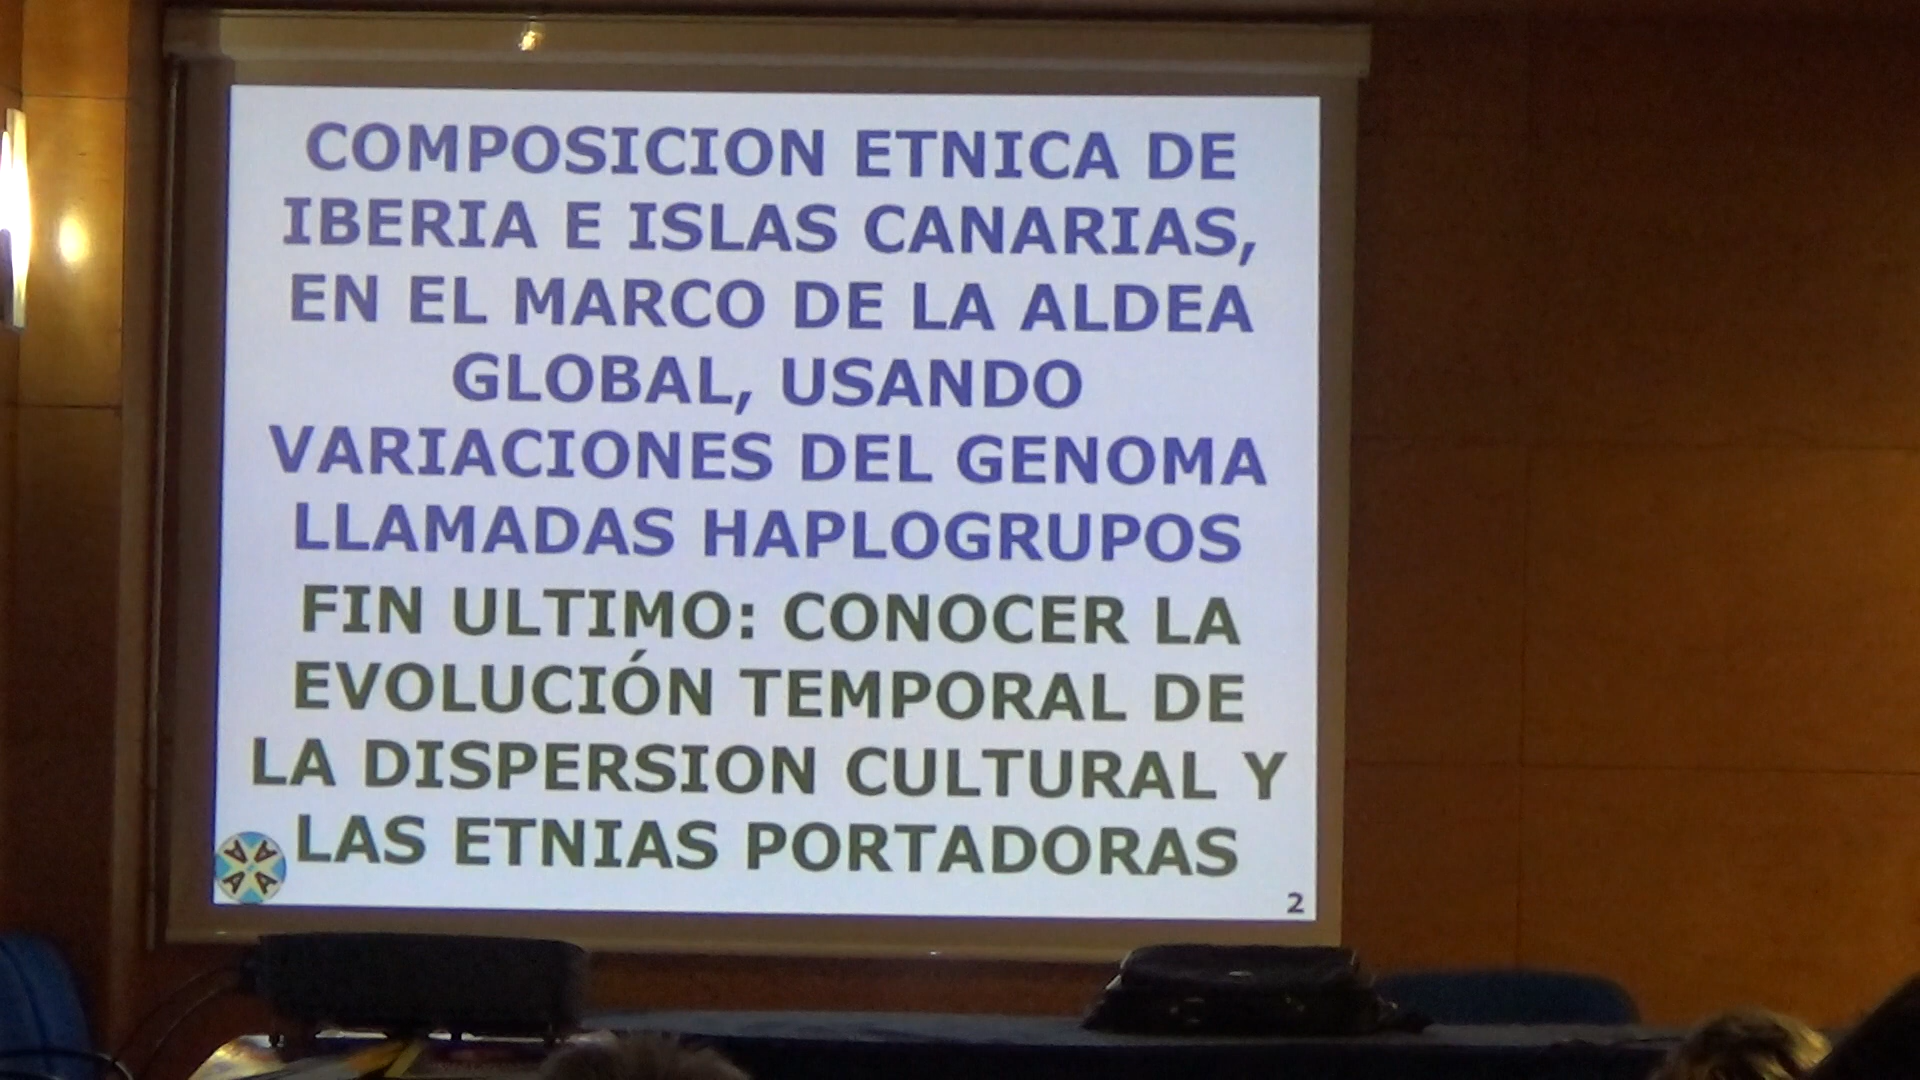 COMPOSICION ETNICA DE
IBERIA E ISLAS CANARIAS,
EN EL MARCO DE LA ALDEA
GLOBAL, USANDO
VARIACIONES DEL GENOMA
LLAMADAS HAPLOGRUPOS
FIN ULTIMO: CONOCER LA
EVOLUCIÓN TEMPORAL DE
LA DISPERSION CULTURAL Y
LAS ETNIAS PORTADORAS
A A
A A
2